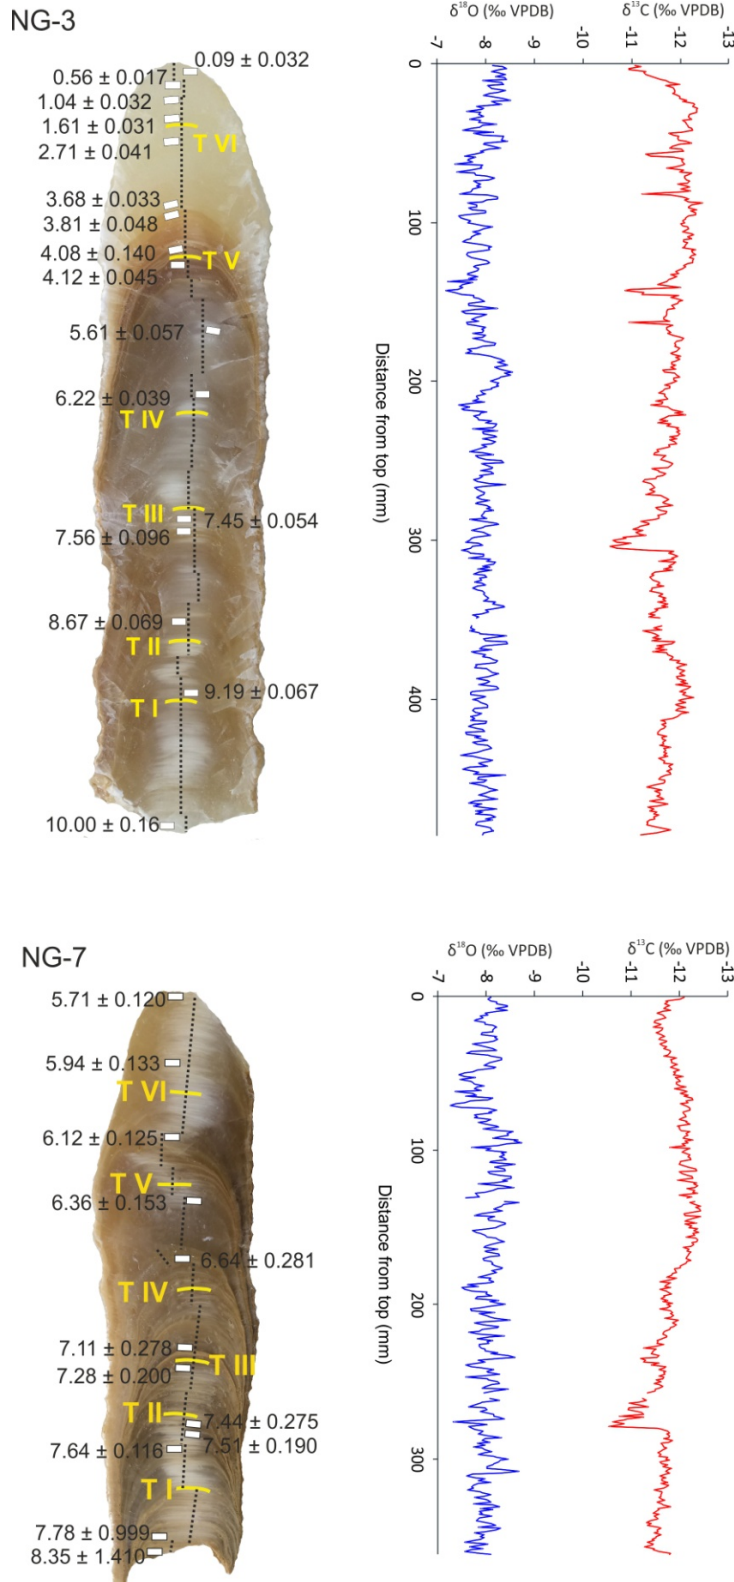 NG-3
δ¹⁸O (‰ VPDB)
δ¹³C (‰ VPDB)
-7 -8 -9 -10 -11 -12 -13
0.09 ± 0.032
0.56 ± 0.017
1.04 ± 0.032
1.61 ± 0.031
T VI
2.71 ± 0.041
3.68 ± 0.033
3.81 ± 0.048
4.08 ± 0.140
T V
4.12 ± 0.045
5.61 ± 0.057
6.22 ± 0.039
T IV
T III
7.45 ± 0.054
7.56 ± 0.096
8.67 ± 0.069
T II
9.19 ± 0.067
T I
10.00 ± 0.16
0
100
200
300
400
Distance from top (mm)
NG-7
δ¹⁸O (‰ VPDB)
δ¹³C (‰ VPDB)
-7 -8 -9 -10 -11 -12 -13
5.71 ± 0.120
5.94 ± 0.133
T VI
6.12 ± 0.125
T V
6.36 ± 0.153
6.64 ± 0.281
T IV
7.11 ± 0.278
T III
7.28 ± 0.200
T II
7.44 ± 0.275
7.51 ± 0.190
7.64 ± 0.116
T I
7.78 ± 0.999
8.35 ± 1.410
0
100
200
300
Distance from top (mm)